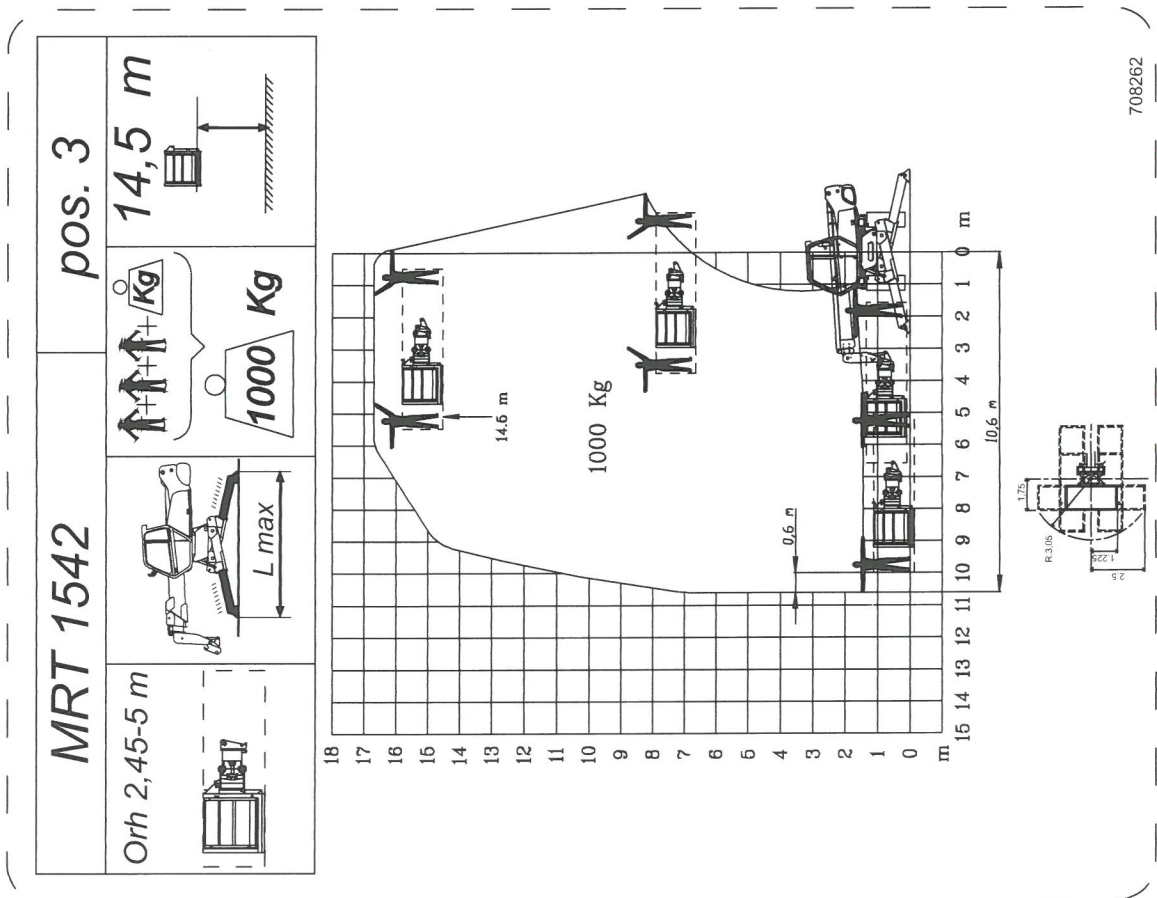 MRT 1542
pos. 3
Orh 2,45-5 m
L max
+ + + Kg
1000 Kg
14,5 m
18
17
16
15
14
13
12
11
10
9
8
7
6
5
4
3
2
1
0
m
15 14 13 12 11 10 9 8 7 6 5 4 3 2 1 0 m
14.6 m
1000 Kg
0,6 m
10,6 m
1,75
R.3,05
1,225
2,5
708262